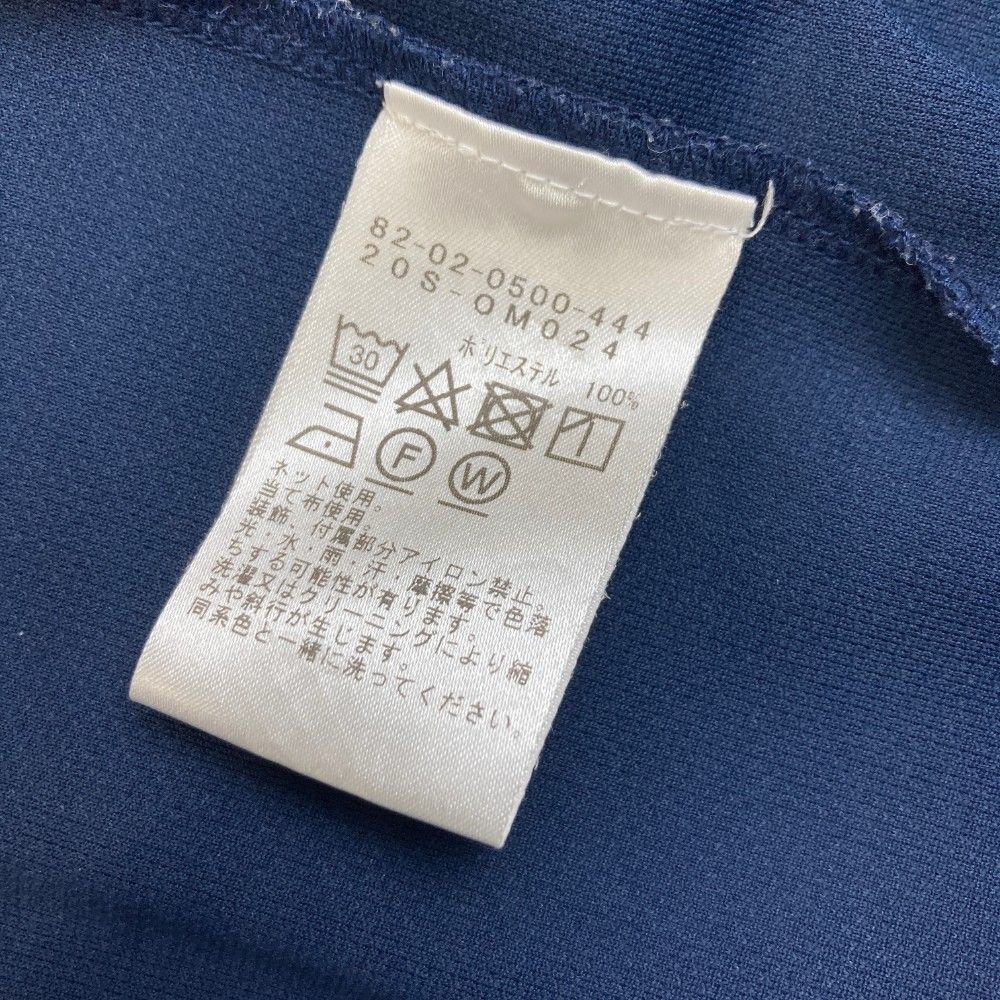 82-02-0500-444
20S-OM024
ポリエステル 100%
30
F W
ネット使用。
当て布使用。
装飾・付属部分アイロン禁止。
光・水・雨・汗・摩擦等で色落
ちする可能性が有ります。
洗濯又はクリーニングにより縮
みや斜行が生じます。
同系色と一緒に洗ってください。